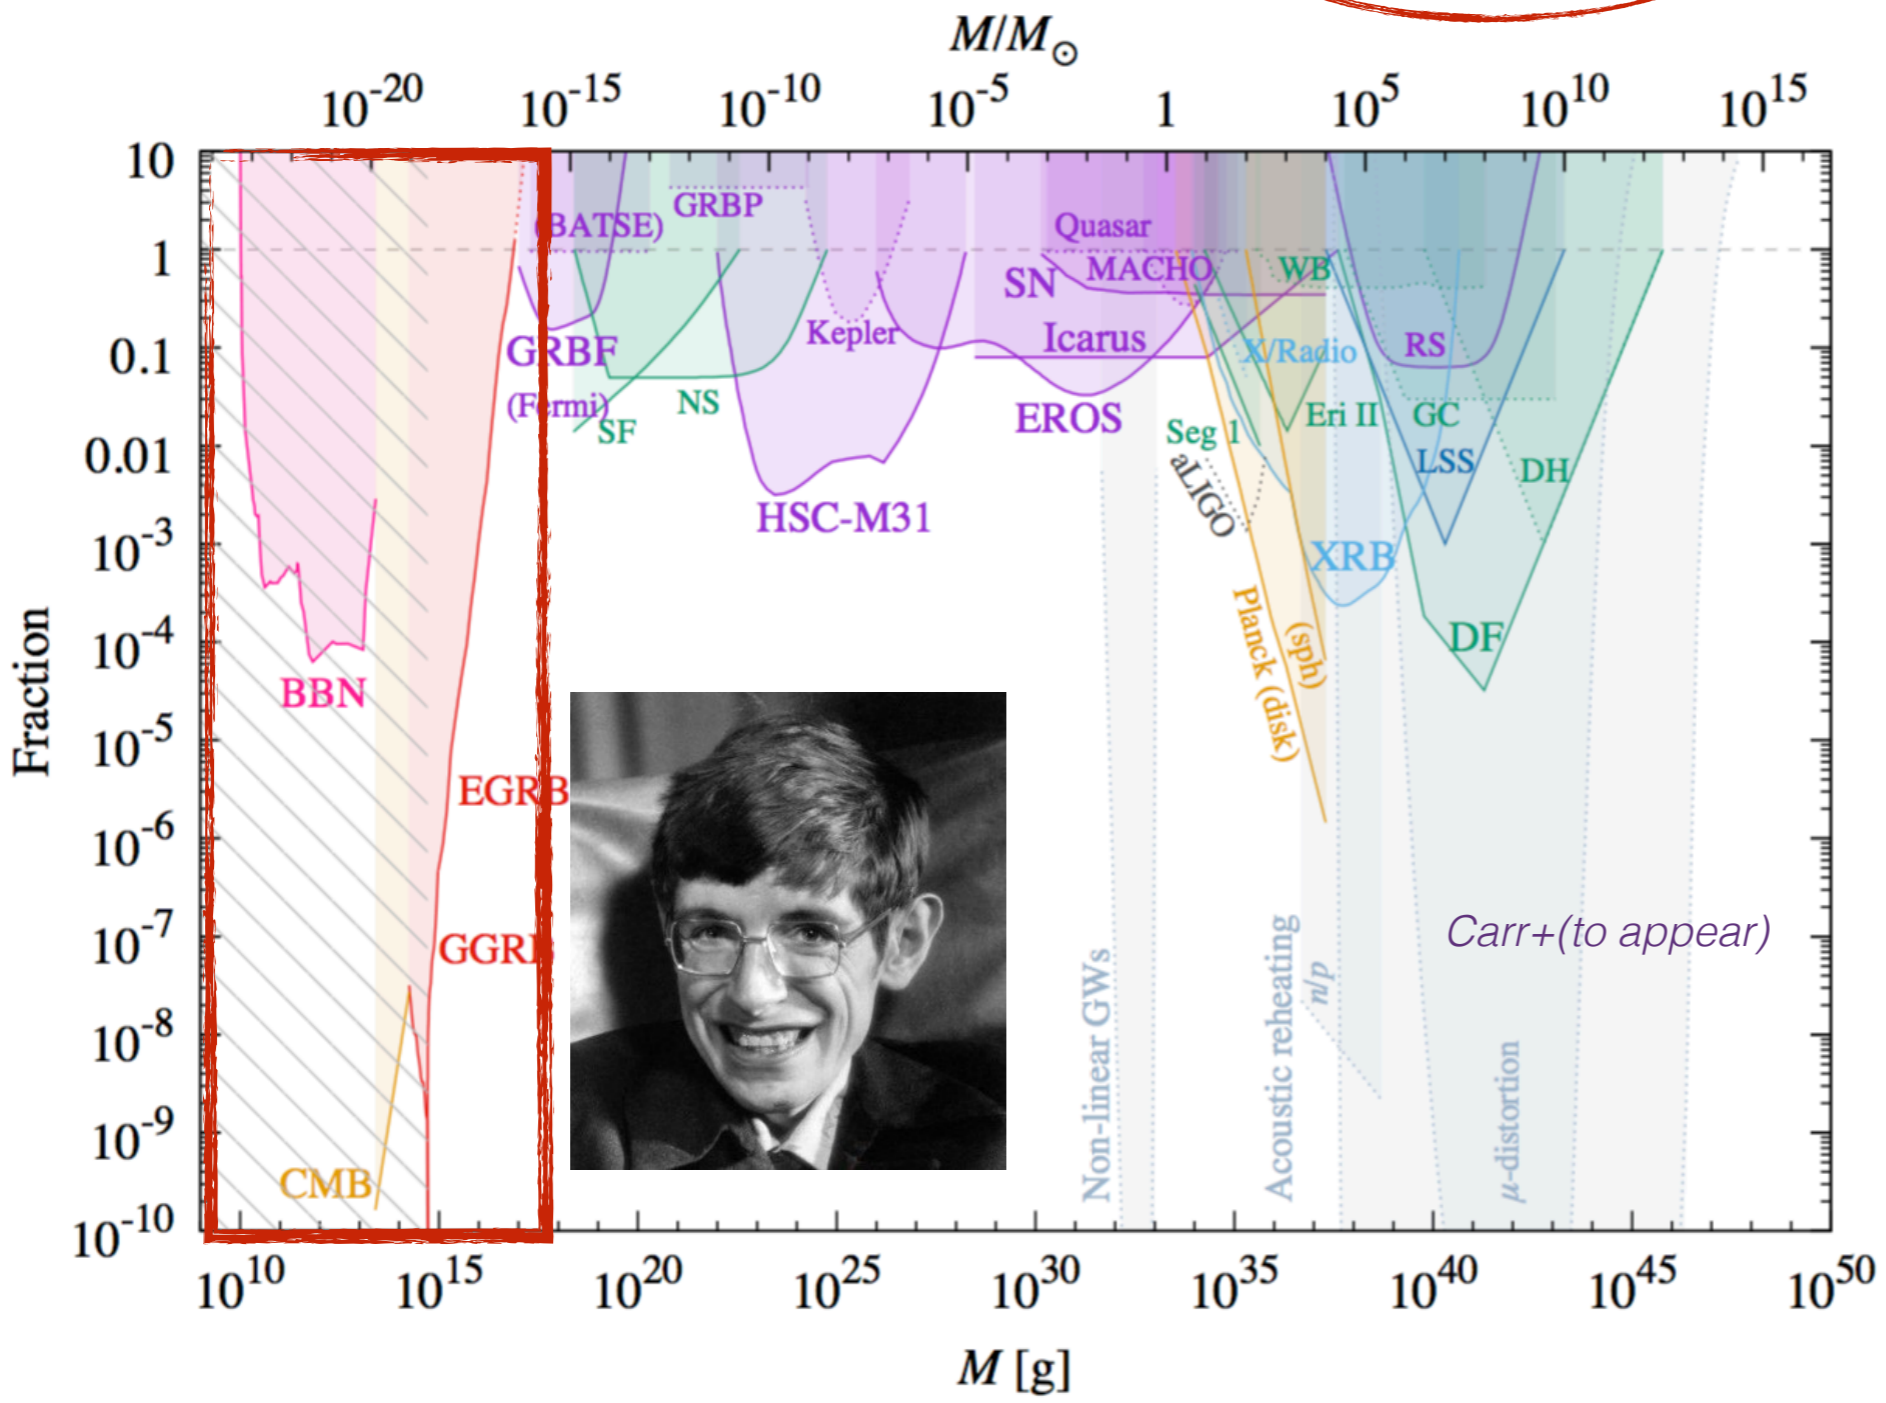 M/M⊙
10⁻²⁰ 10⁻¹⁵ 10⁻¹⁰ 10⁻⁵ 1 10⁵ 10¹⁰ 10¹⁵
10
1
0.1
0.01
10⁻³
10⁻⁴
10⁻⁵
10⁻⁶
10⁻⁷
10⁻⁸
10⁻⁹
10⁻¹⁰
Fraction
(BATSE)
GRBP
Quasar
SN
MACHO
WB
Kepler
Icarus
X/Radio
RS
GRBF
(Fermi)
NS
SF
EROS
Seg 1
Eri II
GC
LSS
DH
aLIGO
HSC-M31
XRB
BBN
Planck (disk)
(sph)
DF
EGRB
GGRB
CMB
Carr+(to appear)
Non-linear GWs
Acoustic reheating
n/p
μ-distortion
10¹⁰ 10¹⁵ 10²⁰ 10²⁵ 10³⁰ 10³⁵ 10⁴⁰ 10⁴⁵ 10⁵⁰
M [g]